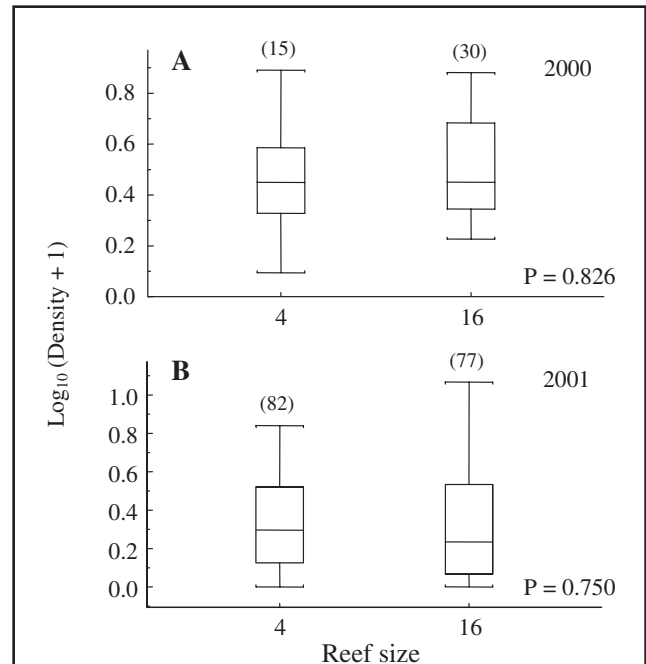 A (15) (30) 2000
0.8
0.6
0.4
0.2
0.0
P = 0.826
4 16
Log₁₀ (Density + 1)
B (82) (77) 2001
1.0
0.8
0.6
0.4
0.2
0.0
P = 0.750
4 16
Reef size